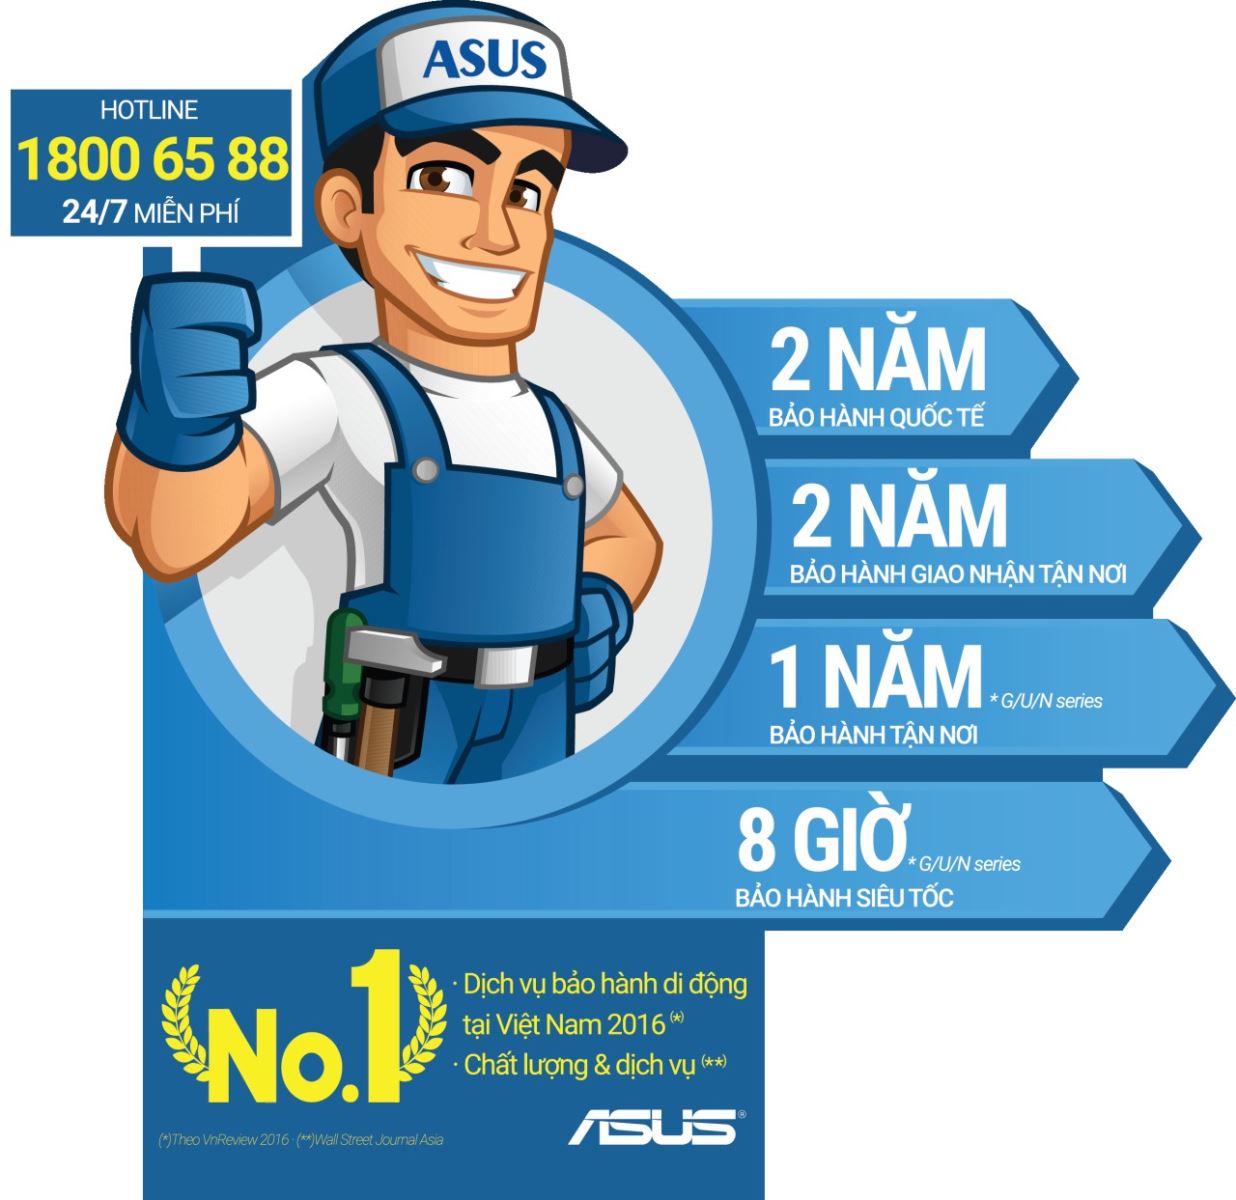 ASUS
HOTLINE
1800 65 88
24/7 MIỄN PHÍ
2 NĂM
BẢO HÀNH QUỐC TẾ
2 NĂM
BẢO HÀNH GIAO NHẬN TẬN NƠI
1 NĂM * G/U/N series
BẢO HÀNH TẬN NƠI
8 GIỜ * G/U/N series
BẢO HÀNH SIÊU TỐC
No.1
· Dịch vụ bảo hành di động
tại Việt Nam 2016 (*)
· Chất lượng & dịch vụ (**)
(*)Theo VnReview 2016 · (**)Wall Street Journal Asia
ASUS®